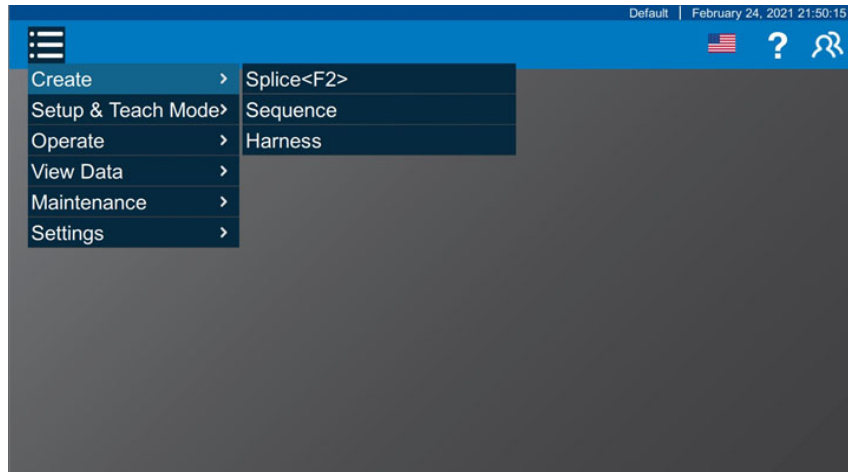 Default | February 24, 2021 21:50:15
?
Create > Splice<F2>
Setup & Teach Mode> Sequence
Operate > Harness
View Data >
Maintenance >
Settings >